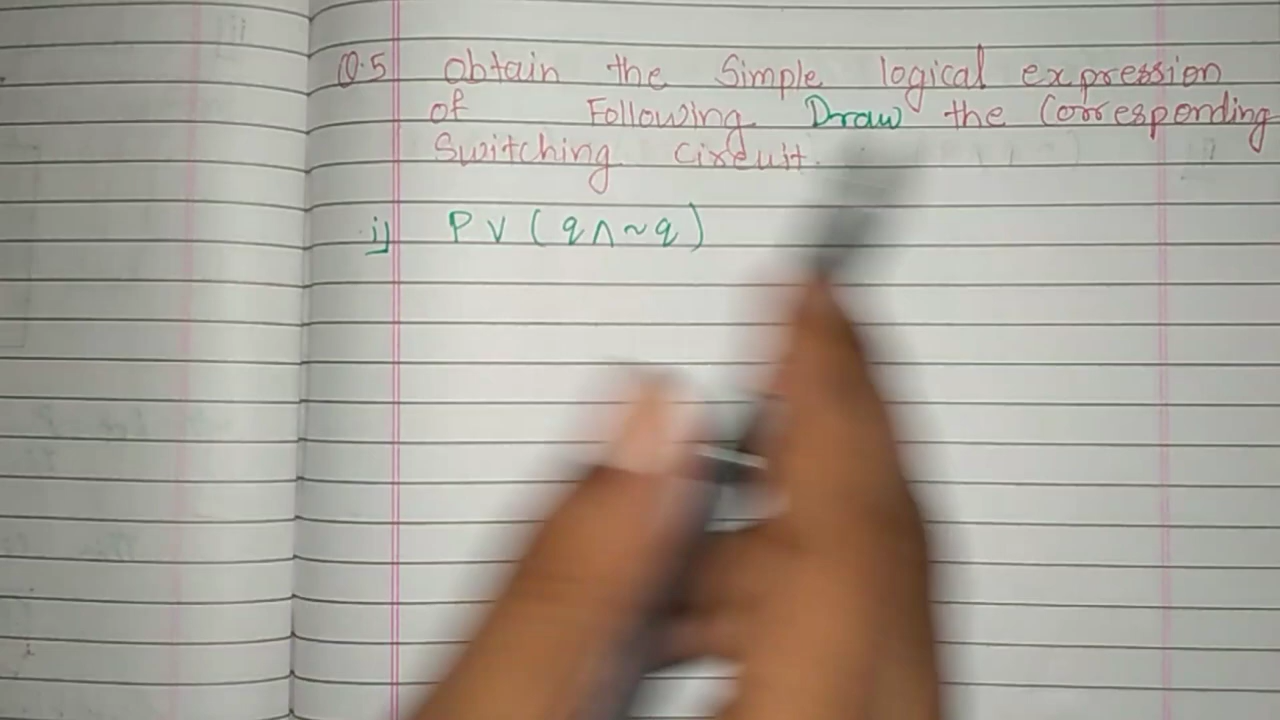 Q.5 Obtain the Simple logical expression
of Following. Draw the Corresponding
Switching Circuit.
i) P ∨ ( q ∧ ~ q )